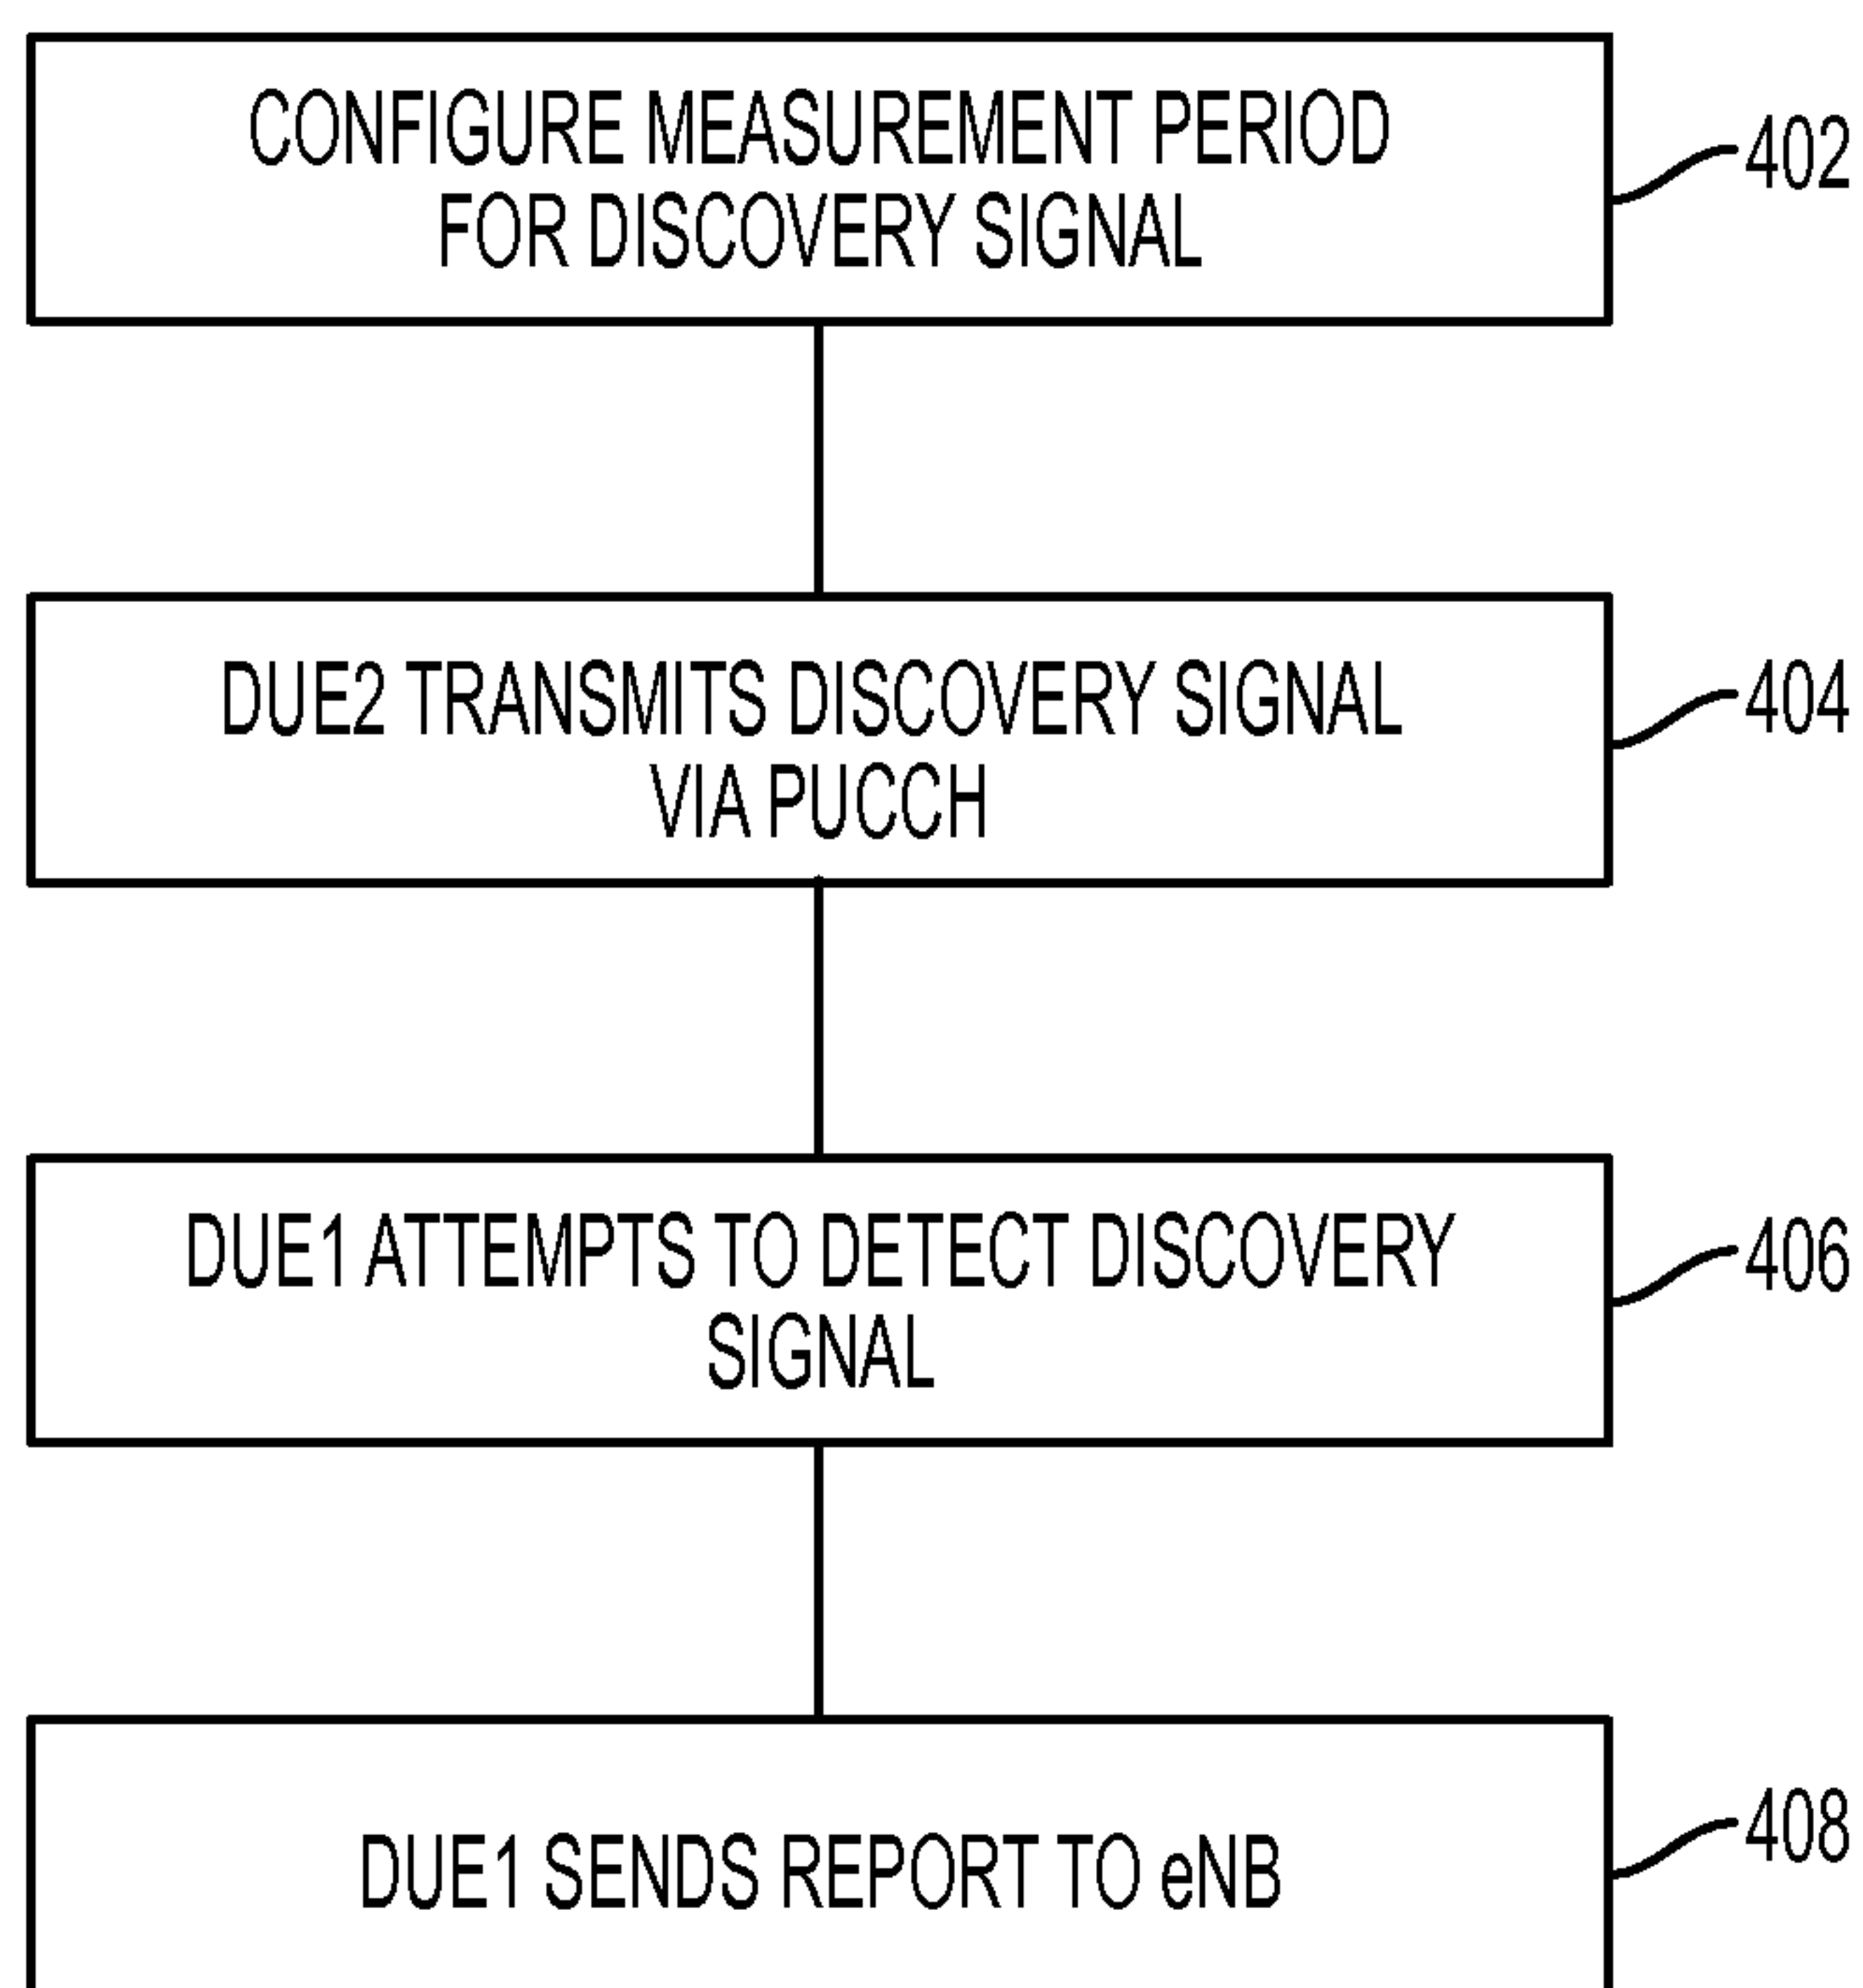 CONFIGURE MEASUREMENT PERIOD
FOR DISCOVERY SIGNAL
402
DUE2 TRANSMITS DISCOVERY SIGNAL
VIA PUCCH
404
DUE1 ATTEMPTS TO DETECT DISCOVERY
SIGNAL
406
DUE1 SENDS REPORT TO eNB
408